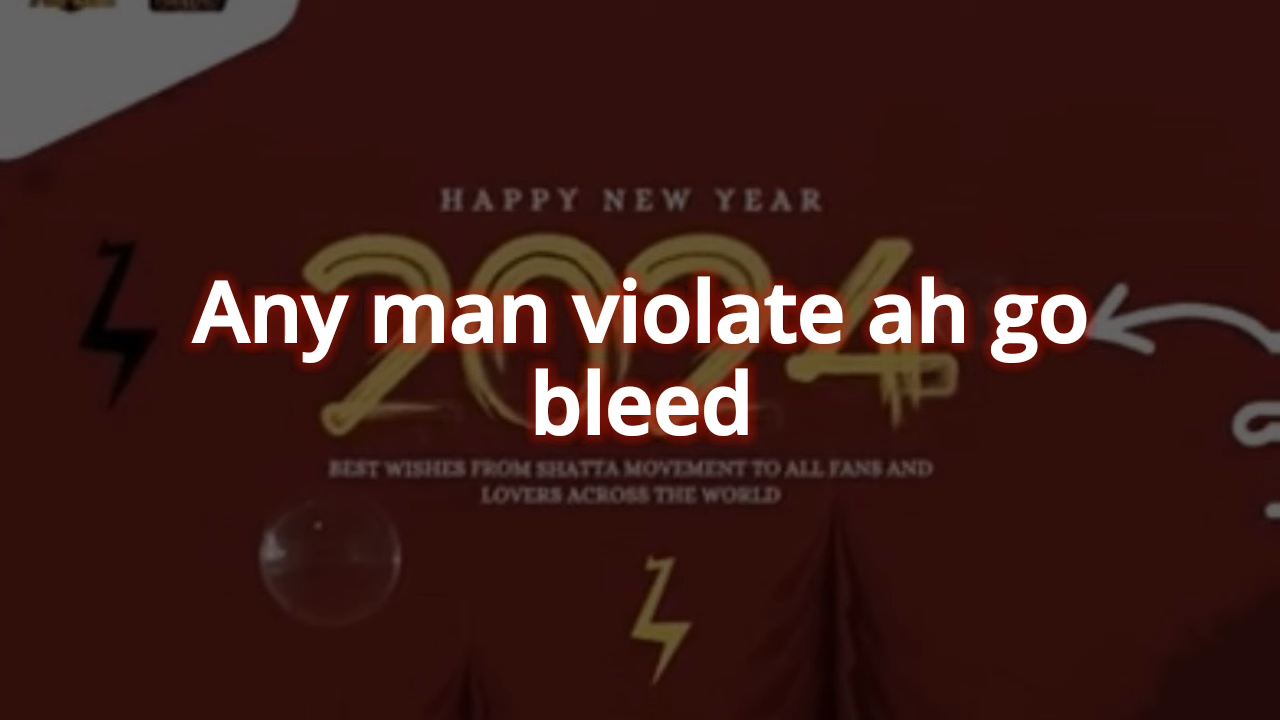 HAPPY NEW YEAR
2024
Any man violate ah go
bleed
BEST WISHES FROM SHATTA MOVEMENT TO ALL FANS AND
LOVERS ACROSS THE WORLD